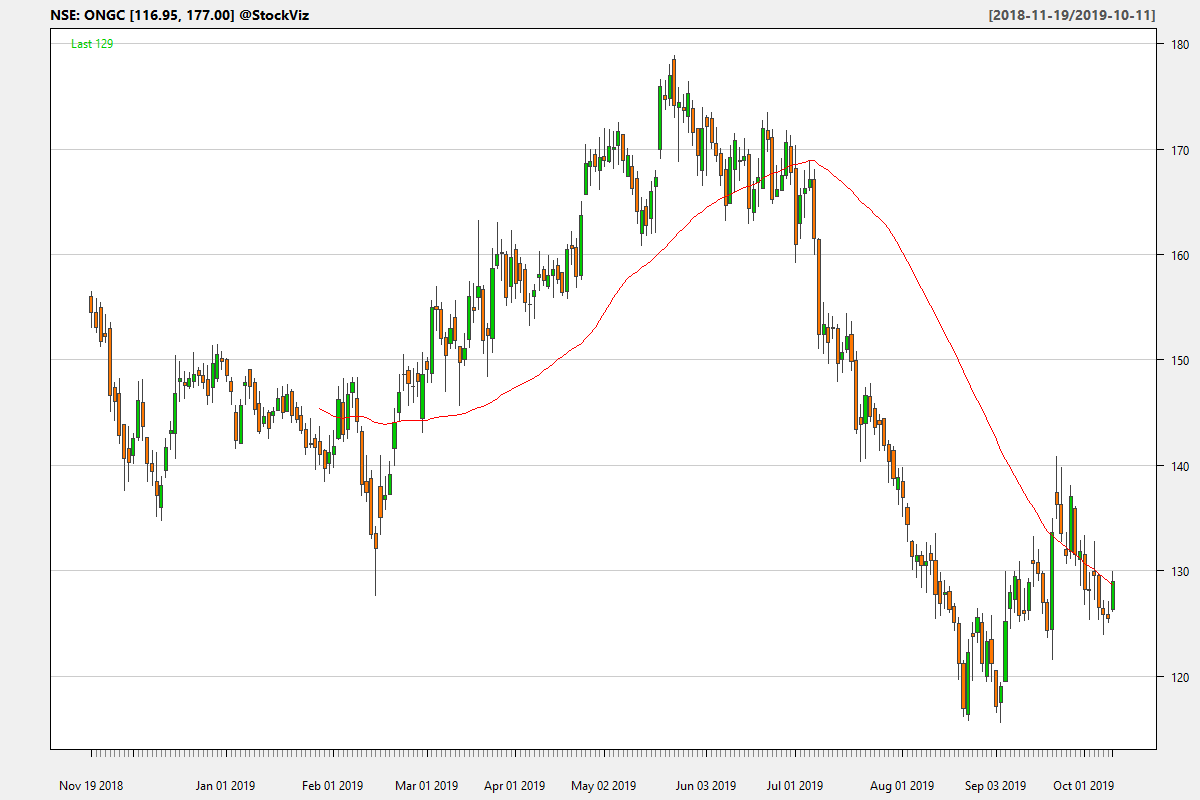 NSE: ONGC [116.95, 177.00] @StockViz [2018-11-19/2019-10-11]
Last 129
180
170
160
150
140
130
120
Nov 19 2018 Jan 01 2019 Feb 01 2019 Mar 01 2019 Apr 01 2019 May 02 2019 Jun 03 2019 Jul 01 2019 Aug 01 2019 Sep 03 2019 Oct 01 2019